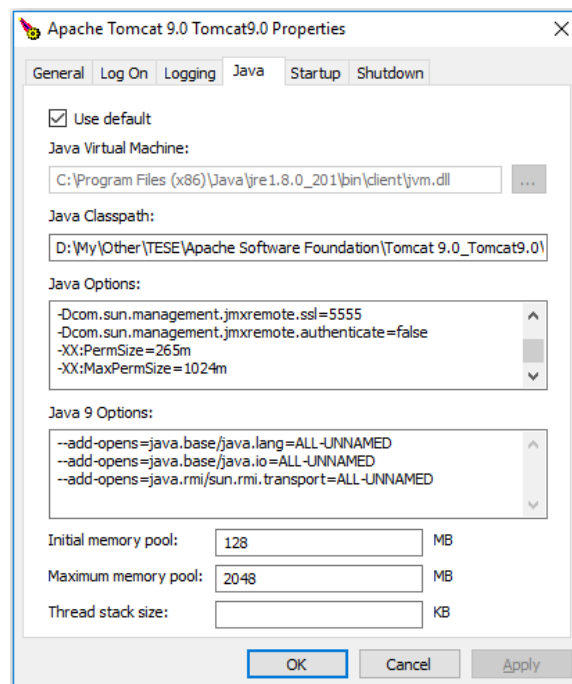 Apache Tomcat 9.0 Tomcat9.0 Properties
General Log On Logging Java Startup Shutdown
Use default
Java Virtual Machine:
C:\Program Files (x86)\Java\jre1.8.0_201\bin\client\jvm.dll
...
Java Classpath:
D:\My\Other\TESE\Apache Software Foundation\Tomcat 9.0_Tomcat9.0\
Java Options:
-Dcom.sun.management.jmxremote.ssl=5555
-Dcom.sun.management.jmxremote.authenticate=false
-XX:PermSize=265m
-XX:MaxPermSize=1024m
Java 9 Options:
--add-opens=java.base/java.lang=ALL-UNNAMED
--add-opens=java.base/java.io=ALL-UNNAMED
--add-opens=java.rmi/sun.rmi.transport=ALL-UNNAMED
Initial memory pool: 128 MB
Maximum memory pool: 2048 MB
Thread stack size: KB
OK Cancel Apply